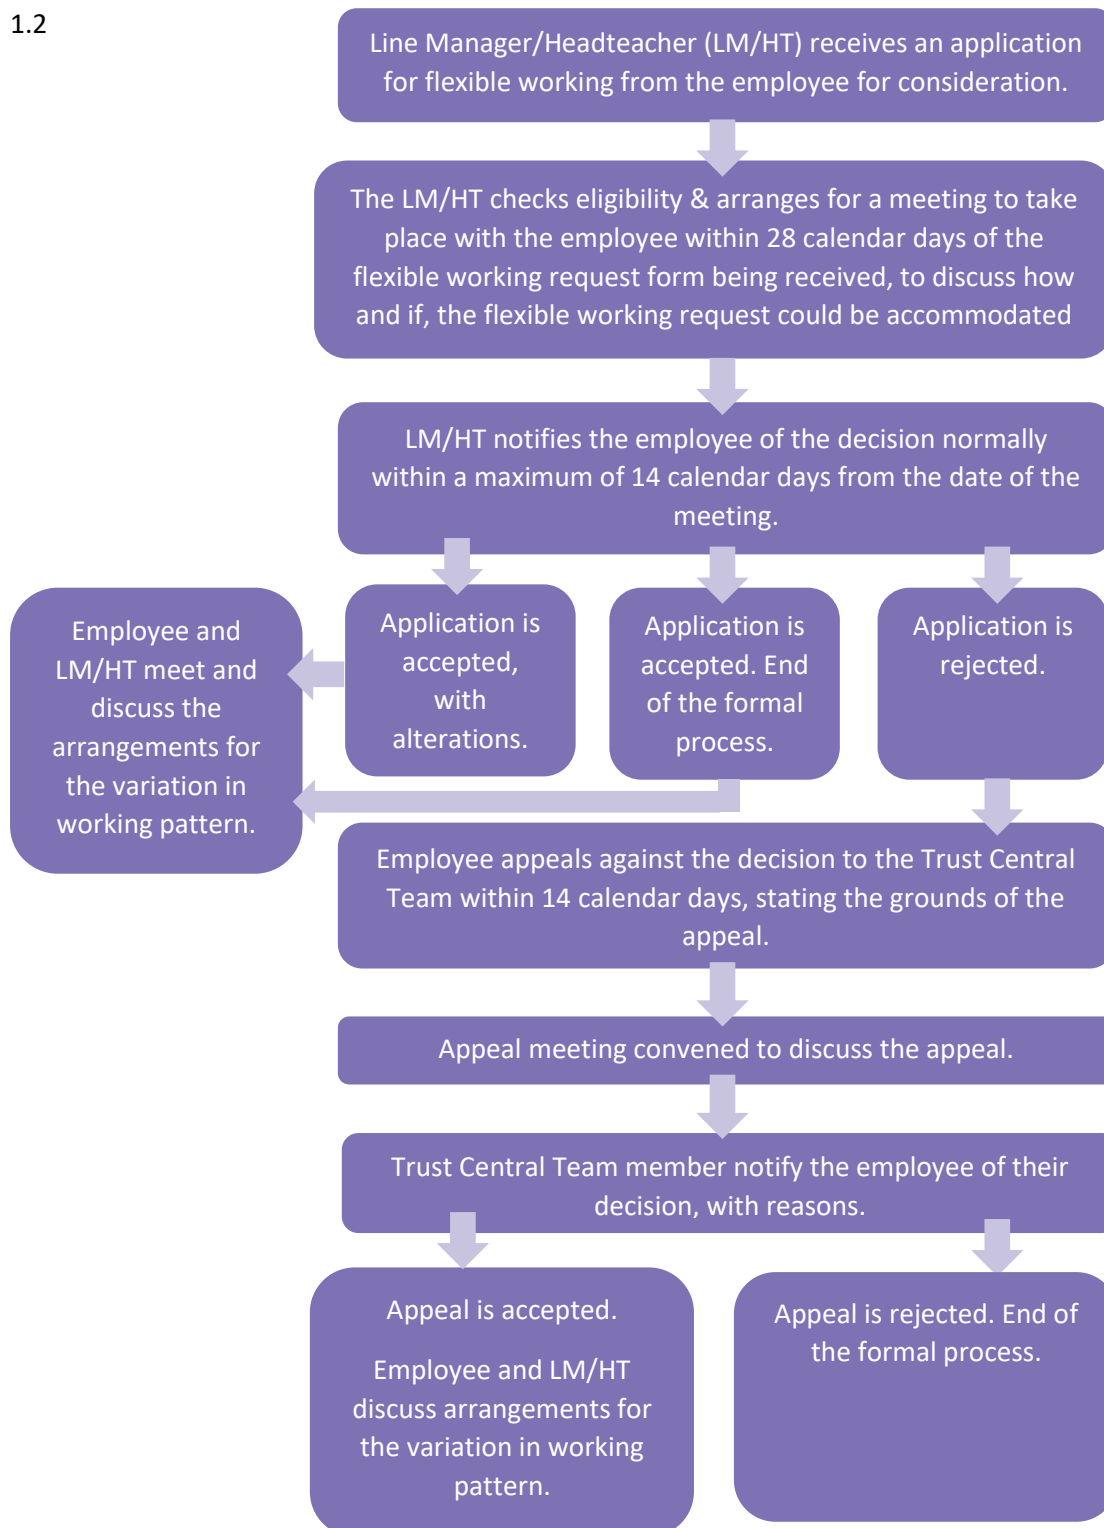 1.2
Line Manager/Headteacher (LM/HT) receives an application
for flexible working from the employee for consideration.
The LM/HT checks eligibility & arranges for a meeting to take
place with the employee within 28 calendar days of the
flexible working request form being received, to discuss how
and if, the flexible working request could be accommodated
LM/HT notifies the employee of the decision normally
within a maximum of 14 calendar days from the date of the
meeting.
Employee and
LM/HT meet and
discuss the
arrangements for
the variation in
working pattern.
Application is
accepted,
with
alterations.
Application is
accepted. End
of the formal
process.
Application is
rejected.
Employee appeals against the decision to the Trust Central
Team within 14 calendar days, stating the grounds of the
appeal.
Appeal meeting convened to discuss the appeal.
Trust Central Team member notify the employee of their
decision, with reasons.
Appeal is accepted.
Employee and LM/HT
discuss arrangements for
the variation in working
pattern.
Appeal is rejected. End of
the formal process.